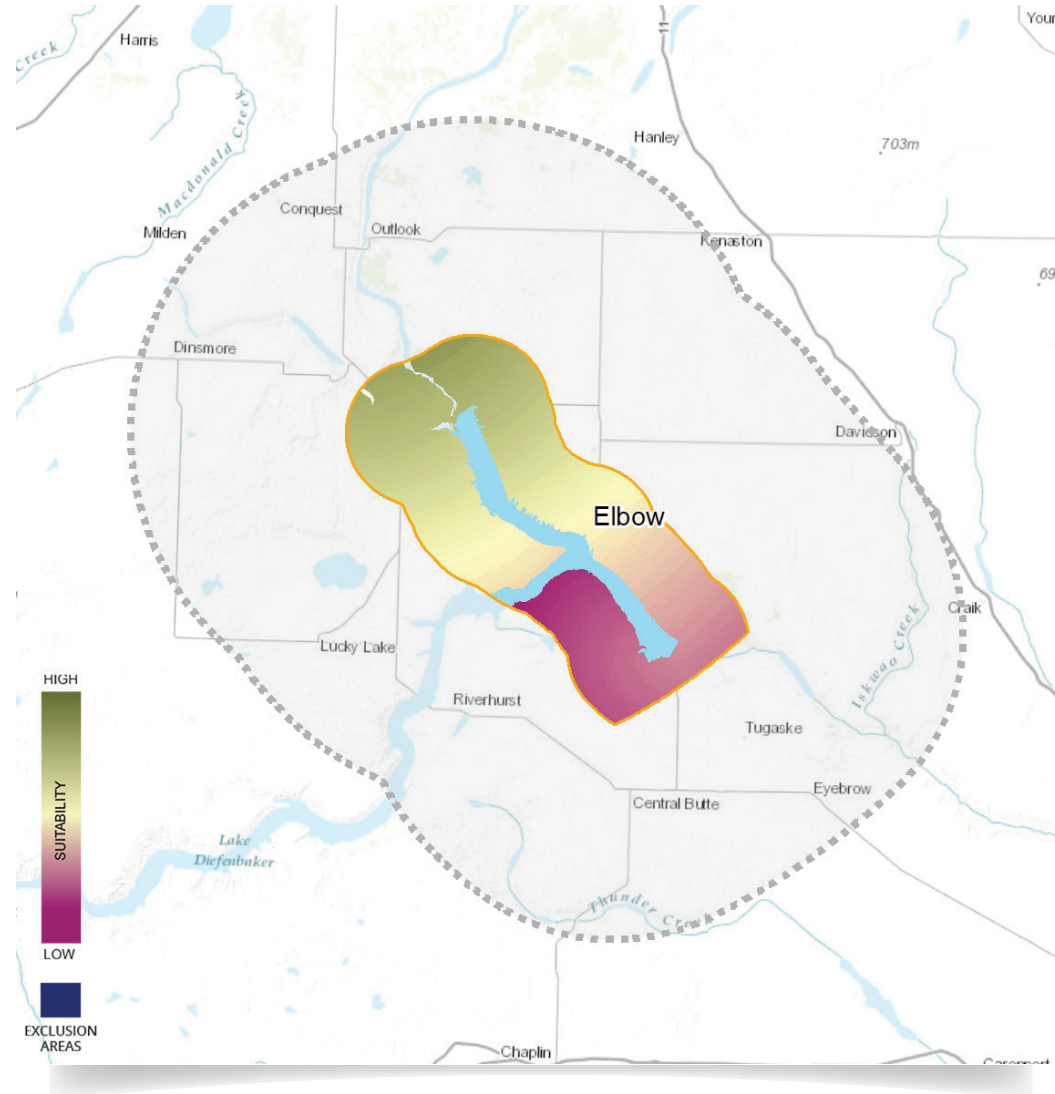 Harris
11
Your
Creek
Macdonald Creek
Hanley
703m
Conquest
Milden
Outlook
Kenaston
69
Dinsmore
Davidson
Elbow
Craik
Iskwao Creek
Lucky Lake
HIGH
Riverhurst
Tugaske
SUITABILITY
Eyebrow
Central Butte
Lake
Diefenbaker
Thunder Creek
LOW
EXCLUSION
AREAS
Chaplin